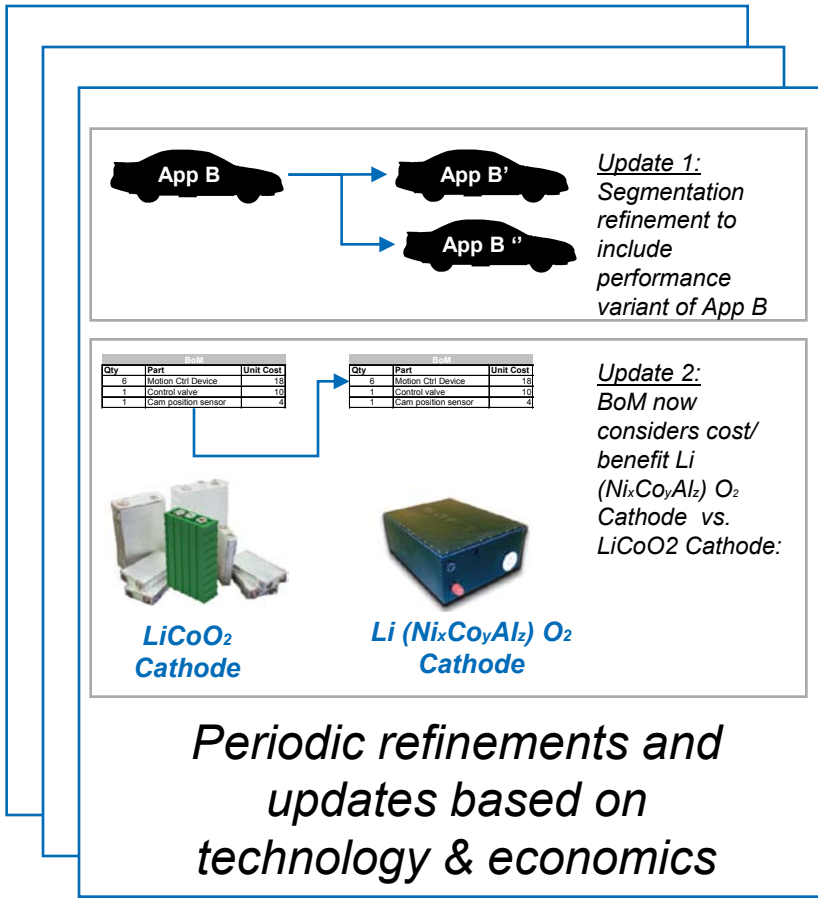 App B
App B’
App B ‘’
Update 1:
Segmentation
refinement to
include
performance
variant of App B
BoM
Qty Part Unit Cost
6 Motion Ctrl Device 18
1 Control valve 10
1 Cam position sensor 4
BoM
Qty Part Unit Cost
6 Motion Ctrl Device 18
1 Control valve 10
1 Cam position sensor 4
Update 2:
BoM now
considers cost/
benefit Li
(NixCoyAlz) O2
Cathode vs.
LiCoO2 Cathode:
LiCoO2
Cathode
Li (NixCoyAlz) O2
Cathode
Periodic refinements and
updates based on
technology & economics